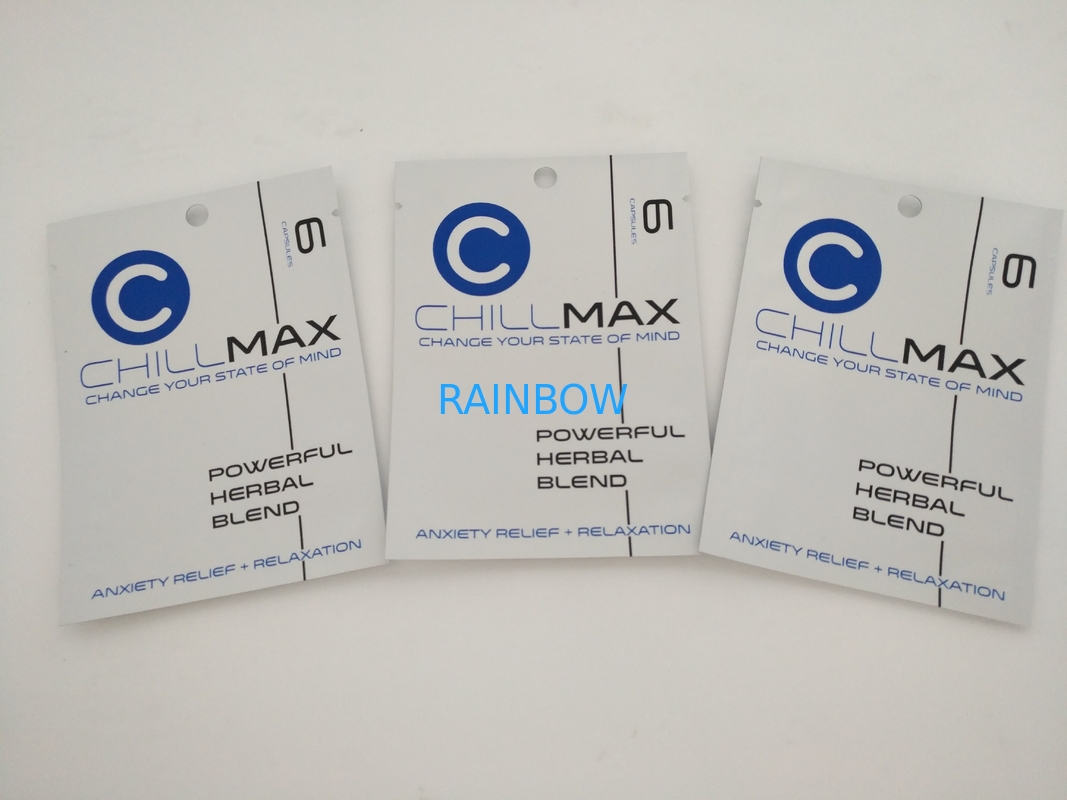 C
6
CAPSULES
CHILLMAX
CHANGE YOUR STATE OF MIND
POWERFUL
HERBAL
BLEND
ANXIETY RELIEF + RELAXATION
C
6
CAPSULES
CHILLMAX
CHANGE YOUR STATE OF MIND
RAINBOW
POWERFUL
HERBAL
BLEND
ANXIETY RELIEF + RELAXATION
C
6
CAPSULES
CHILLMAX
CHANGE YOUR STATE OF MIND
POWERFUL
HERBAL
BLEND
ANXIETY RELIEF + RELAXATION